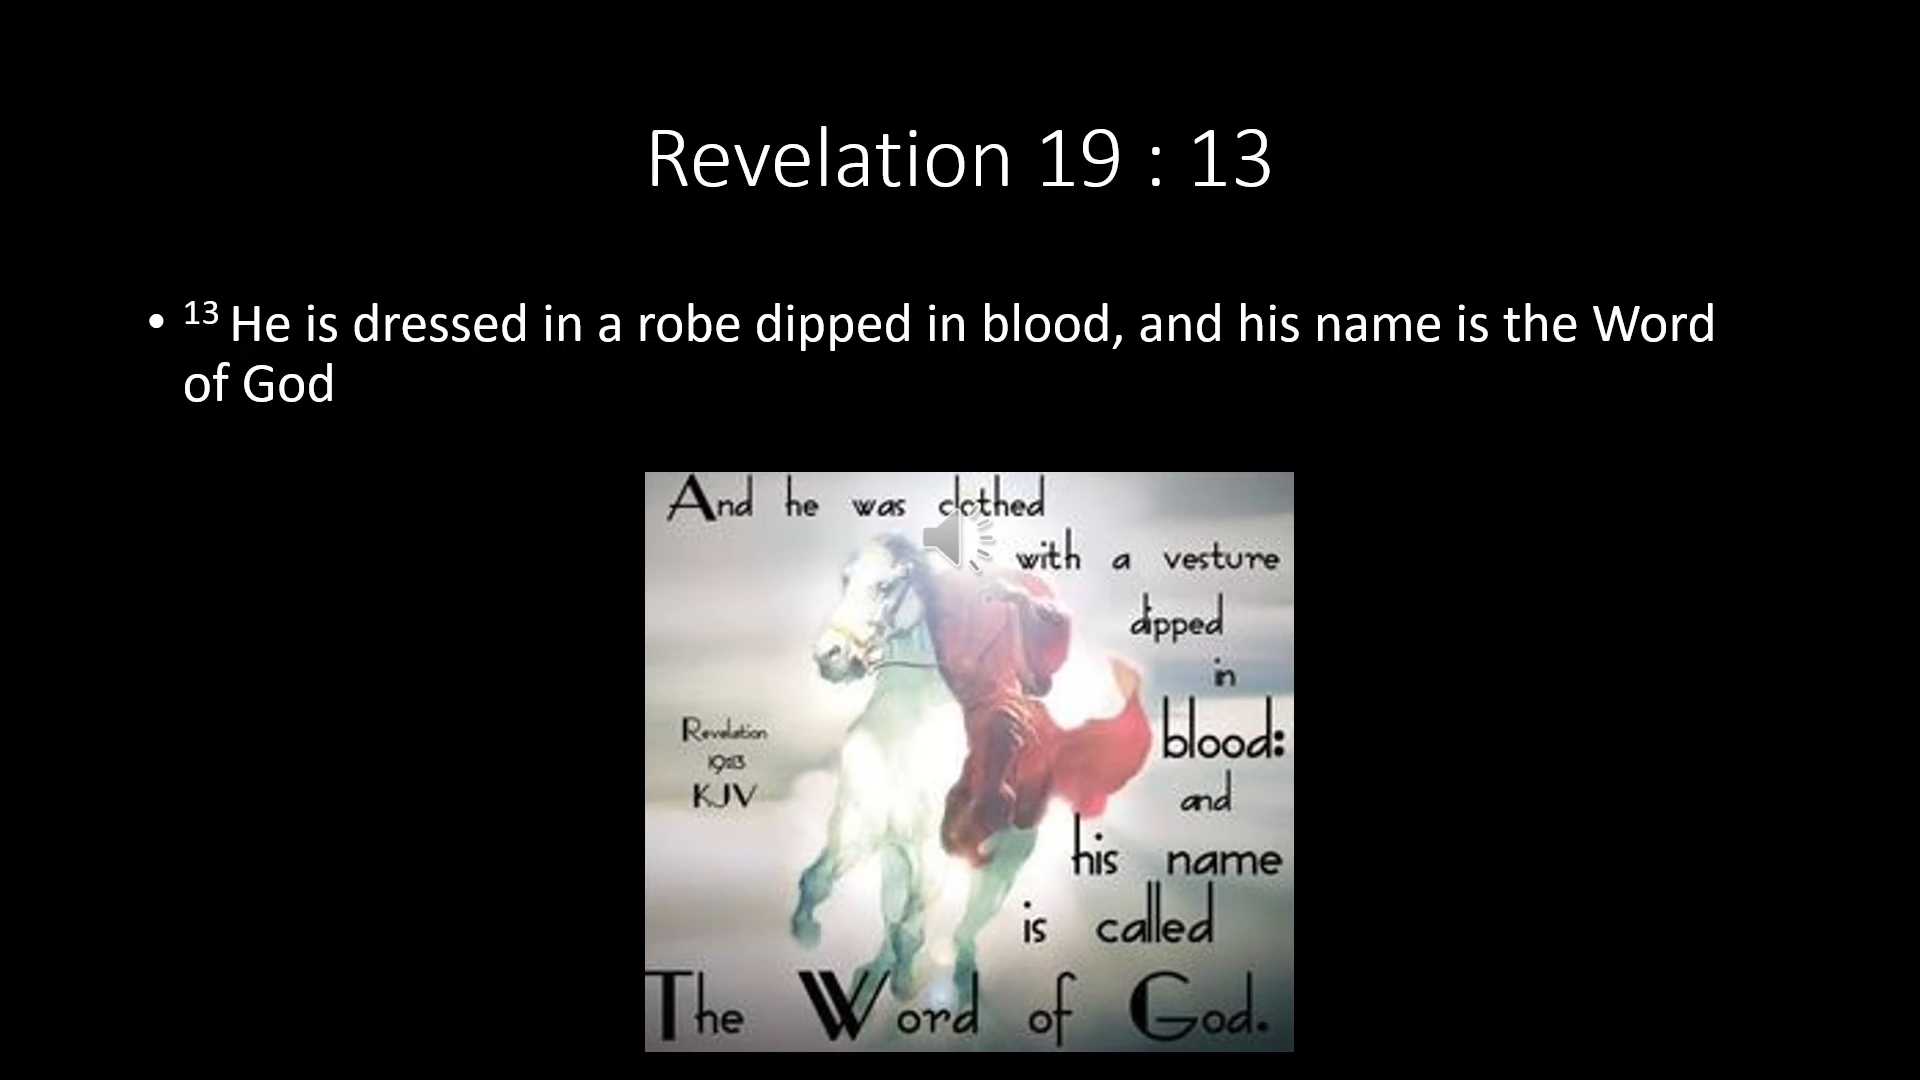 Revelation 19 : 13
• 13 He is dressed in a robe dipped in blood, and his name is the Word
of God
And he was clothed
with a vesture
dipped
in
blood:
and
his name
is called
The Word of God.
Revelation
19:13
KJV